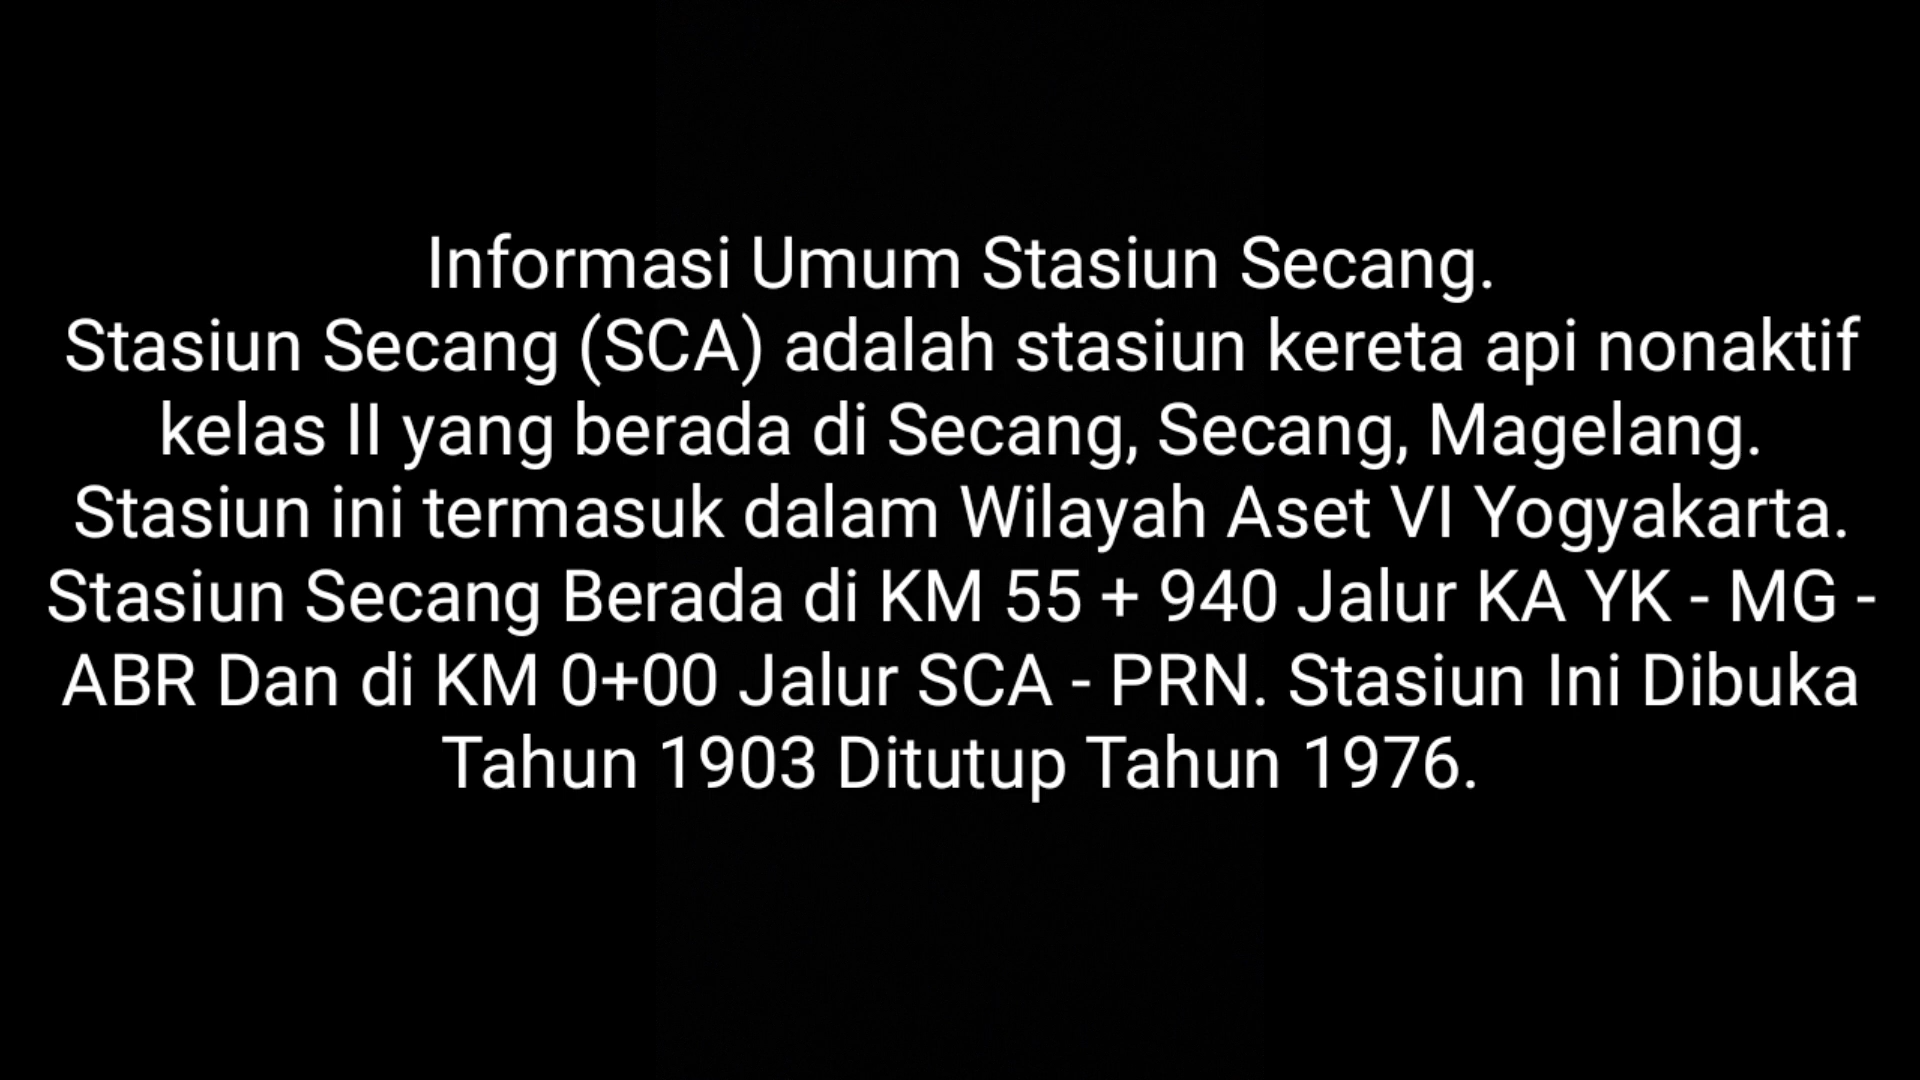 Informasi Umum Stasiun Secang.
Stasiun Secang (SCA) adalah stasiun kereta api nonaktif
kelas II yang berada di Secang, Secang, Magelang.
Stasiun ini termasuk dalam Wilayah Aset VI Yogyakarta.
Stasiun Secang Berada di KM 55 + 940 Jalur KA YK - MG -
ABR Dan di KM 0+00 Jalur SCA - PRN. Stasiun Ini Dibuka
Tahun 1903 Ditutup Tahun 1976.